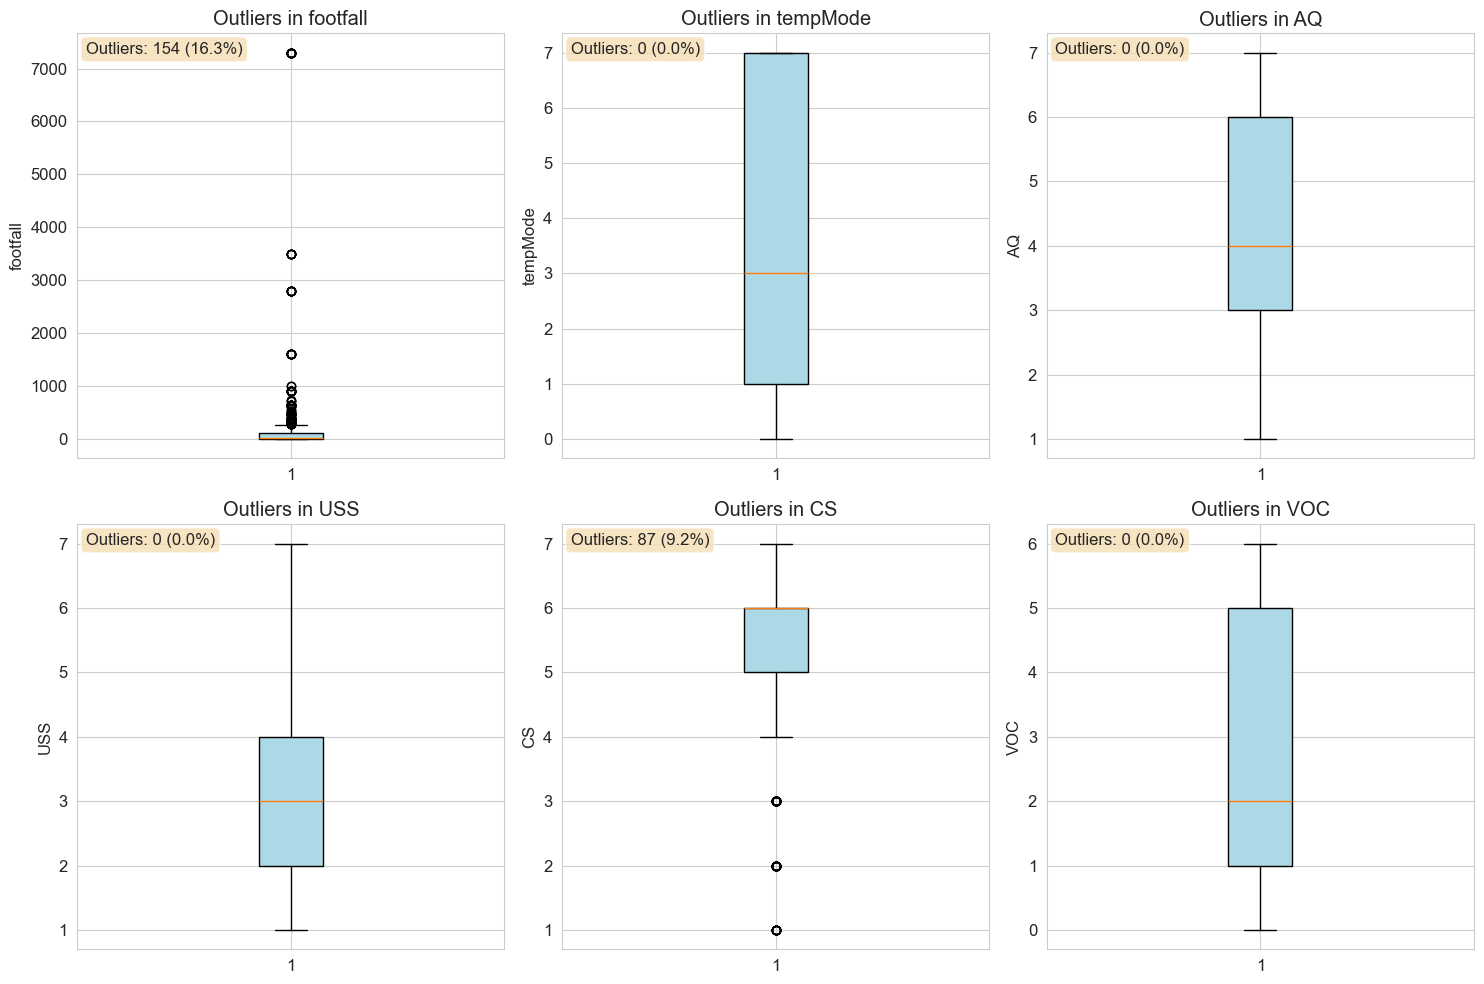 Outliers in footfall
Outliers: 154 (16.3%)
7000
6000
5000
4000
3000
2000
1000
0
footfall
1
Outliers in tempMode
Outliers: 0 (0.0%)
7
6
5
4
3
2
1
0
tempMode
1
Outliers in AQ
Outliers: 0 (0.0%)
7
6
5
4
3
2
1
AQ
1
Outliers in USS
Outliers: 0 (0.0%)
7
6
5
4
3
2
1
USS
1
Outliers in CS
Outliers: 87 (9.2%)
7
6
5
4
3
2
1
CS
1
Outliers in VOC
Outliers: 0 (0.0%)
6
5
4
3
2
1
0
VOC
1